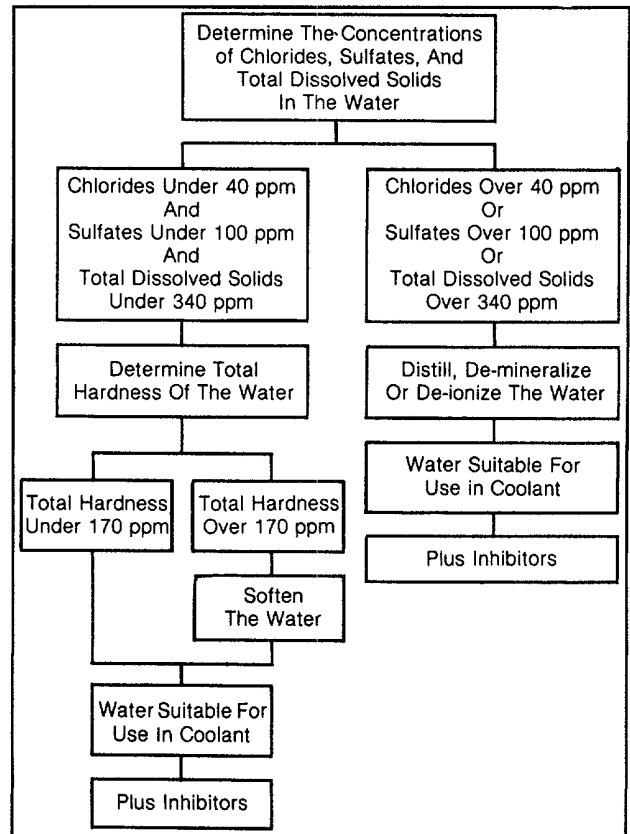 Determine The Concentrations
of Chlorides, Sulfates, And
Total Dissolved Solids
In The Water
Chlorides Under 40 ppm
And
Sulfates Under 100 ppm
And
Total Dissolved Solids
Under 340 ppm
Chlorides Over 40 ppm
Or
Sulfates Over 100 ppm
Or
Total Dissolved Solids
Over 340 ppm
Determine Total
Hardness Of The Water
Distill, De-mineralize
Or De-ionize The Water
Total Hardness
Under 170 ppm
Total Hardness
Over 170 ppm
Water Suitable For
Use in Coolant
Plus Inhibitors
Soften
The Water
Water Suitable For
Use In Coolant
Plus Inhibitors